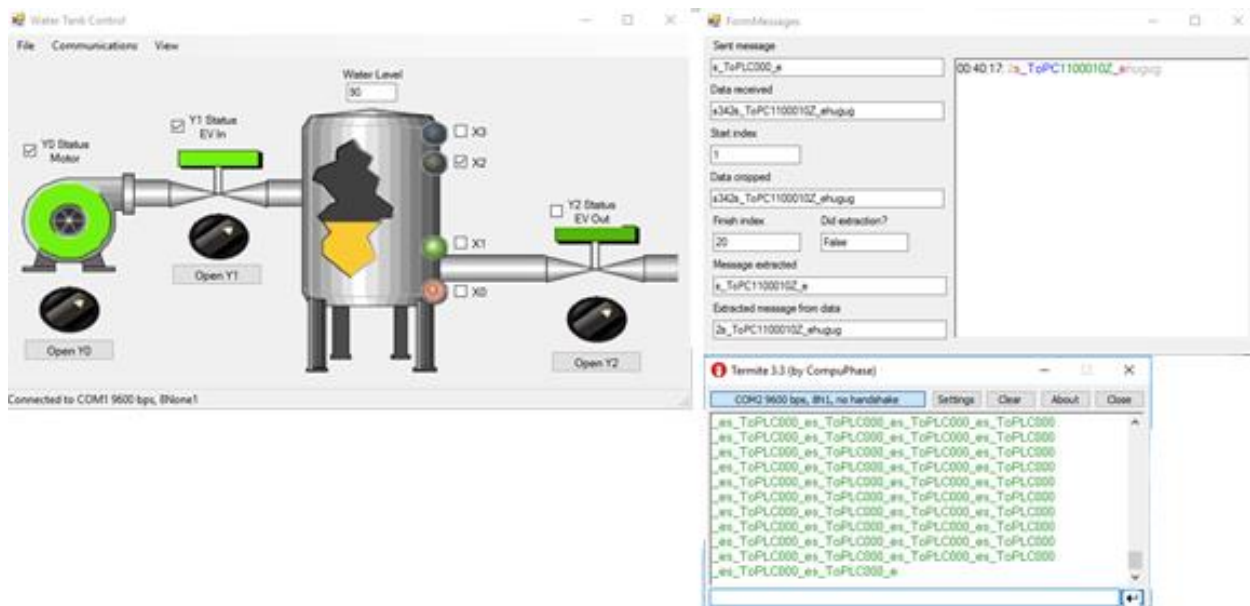 Water Tank Control
File Communications View
Water Level
90
Y1 Status
EV In
Y0 Status
Motor
X3
X2
X1
X0
Y2 Status
EV Out
Open Y1
Open Y0
Open Y2
Connected to COM1 9600 bps, 8None1
FormMessages
Sent message
s_ToPLC000_e
Data received
s342s_ToPC1100010Z_ehugug
Start index
1
Data cropped
s342s_ToPC1100010Z_ehugug
Finish index Did extraction?
20 False
Message extracted
s_ToPC1100010Z_e
Extracted message from data
2s_ToPC1100010Z_ehugug
00:40:17: 2s_ToPC1100010Z_ehugug
Termite 3.3 (by CompuPhase)
COM2 9600 bps, 8N1, no handshake Settings Clear About Close
_es_ToPLC000_es_ToPLC000_es_ToPLC000_es_ToPLC000
_es_ToPLC000_es_ToPLC000_es_ToPLC000_es_ToPLC000
_es_ToPLC000_es_ToPLC000_es_ToPLC000_es_ToPLC000
_es_ToPLC000_es_ToPLC000_es_ToPLC000_es_ToPLC000
_es_ToPLC000_es_ToPLC000_es_ToPLC000_es_ToPLC000
_es_ToPLC000_es_ToPLC000_es_ToPLC000_es_ToPLC000
_es_ToPLC000_es_ToPLC000_es_ToPLC000_es_ToPLC000
_es_ToPLC000_es_ToPLC000_es_ToPLC000_es_ToPLC000
_es_ToPLC000_es_ToPLC000_es_ToPLC000_es_ToPLC000
_es_ToPLC000_es_ToPLC000_es_ToPLC000_es_ToPLC000
_es_ToPLC000_es_ToPLC000_e